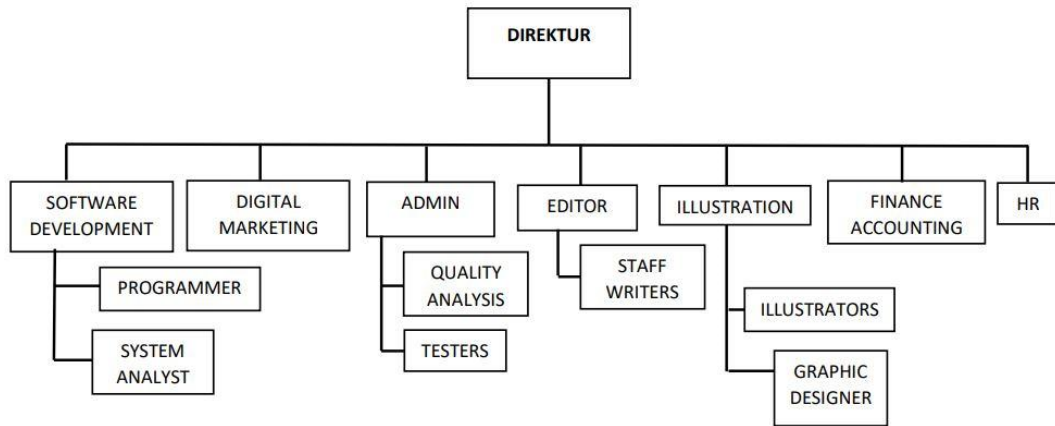 DIREKTUR
SOFTWARE
DEVELOPMENT
DIGITAL
MARKETING
ADMIN
EDITOR
ILLUSTRATION
FINANCE
ACCOUNTING
HR
PROGRAMMER
SYSTEM
ANALYST
QUALITY
ANALYSIS
TESTERS
STAFF
WRITERS
ILLUSTRATORS
GRAPHIC
DESIGNER